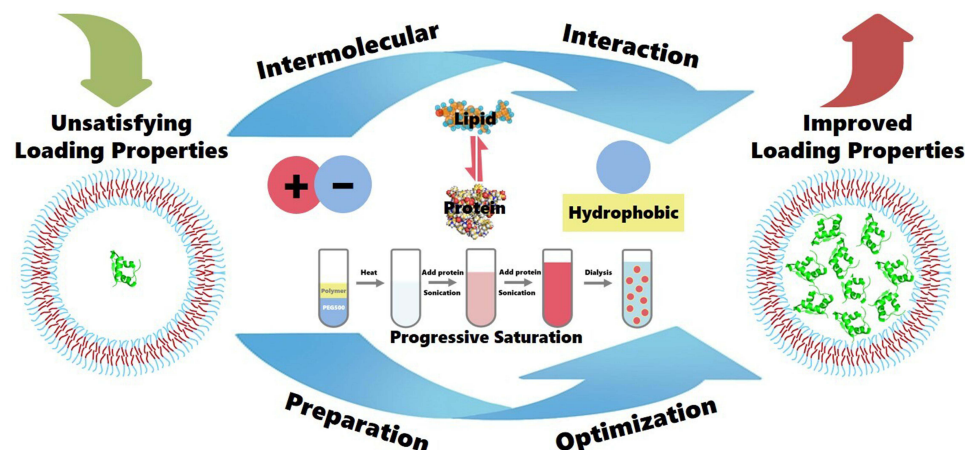 Intermolecular
Interaction
Unsatisfying
Loading Properties
Improved
Loading Properties
Lipid
+ −
Protein
Hydrophobic
Polymer
PEG500
Heat
Add protein
Sonication
Add protein
Sonication
Dialysis
Progressive Saturation
Preparation
Optimization